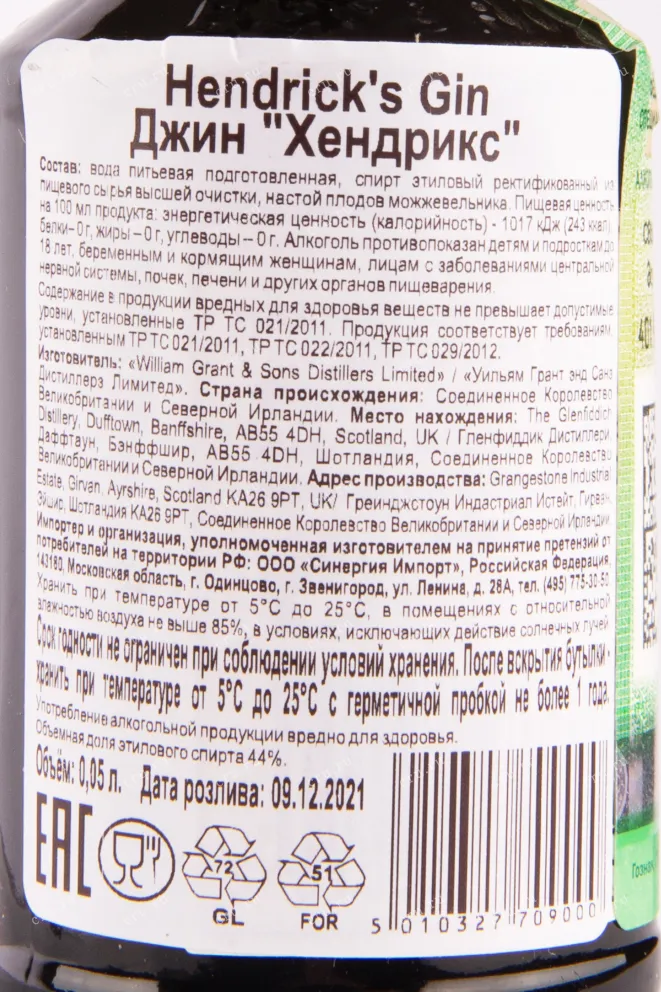 Hendrick's Gin
Джин "Хендрикс"
Состав: вода питьевая подготовленная, спирт этиловый ректификованный из
пищевого сырья высшей очистки, настой плодов можжевельника. Пищевая ценность
на 100 мл продукта: энергетическая ценность (калорийность) - 1017 кДж (243 ккал),
белки– 0 г, жиры – 0 г, углеводы – 0 г. Алкоголь противопоказан детям и подросткам до
18 лет, беременным и кормящим женщинам, лицам с заболеваниями центральной
нервной системы, почек, печени и других органов пищеварения.
Содержание в продукции вредных для здоровья веществ не превышает допустимые
уровни, установленные ТР ТС 021/2011. Продукция соответствует требованиям,
установленным ТР ТС 021/2011, ТР ТС 022/2011, ТР ТС 029/2012.
Изготовитель: «William Grant & Sons Distillers Limited» / «Уильям Грант энд Санз
Дистиллерз Лимитед». Страна происхождения: Соединенное Королевство
Великобритании и Северной Ирландии. Место нахождения: The Glenfiddich
Distillery, Dufftown, Banffshire, AB55 4DH, Scotland, UK / Гленфиддик Дистиллери,
Даффтаун, Бэнффшир, AB55 4DH, Шотландия, Соединенное Королевство
Великобритании и Северной Ирландии. Адрес производства: Grangestone Industrial
Estate, Girvan, Ayrshire, Scotland KA26 9PT, UK/ Греинджстоун Индастриал Истейт, Гирван,
Эйшир, Шотландия KA26 9PT, Соединенное Королевство Великобритании и Северной Ирландии.
Импортер и организация, уполномоченная изготовителем на принятие претензий от
потребителей на территории РФ: ООО «Синергия Импорт», Российская Федерация,
143180, Московская область, г. Одинцово, г. Звенигород, ул. Ленина, д. 28А, тел. (495) 775-30-50
Хранить при температуре от 5°С до 25°С, в помещениях с относительной
влажностью воздуха не выше 85%, в условиях, исключающих действие солнечных лучей
Срок годности не ограничен при соблюдении условий хранения. После вскрытия бутылки -
хранить при температуре от 5°С до 25°С с герметичной пробкой не более 1 года.
Употребление алкогольной продукции вредно для здоровья.
Объемная доля этилового спирта 44%.
Объём: 0,05 л. Дата розлива: 09.12.2021
EAC
72
GL
51
FOR
5 010327 709000